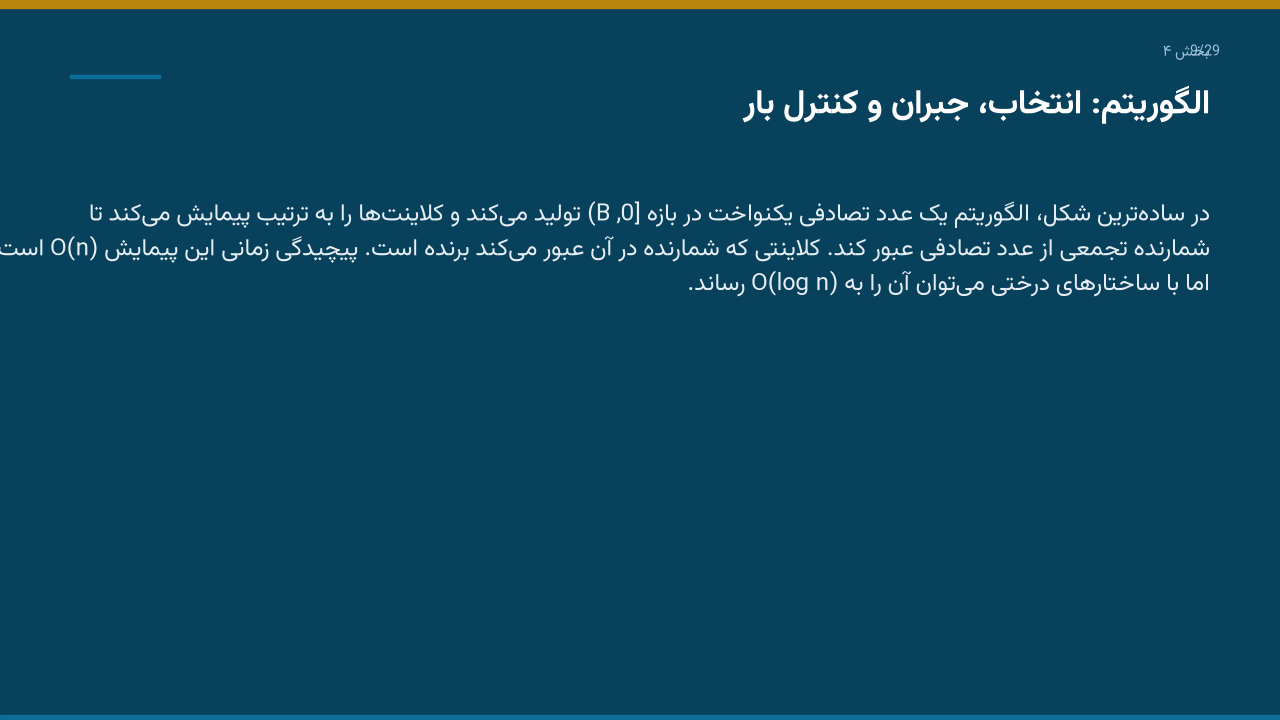 بخش ۴
9/29
الگوریتم: انتخاب، جبران و کنترل بار
در ساده‌ترین شکل، الگوریتم یک عدد تصادفی یکنواخت در بازه [0, B) تولید می‌کند و کلاینت‌ها را به ترتیب پیمایش می‌کند تا
شمارنده تجمعی از عدد تصادفی عبور کند. کلاینتی که شمارنده در آن عبور می‌کند برنده است. پیچیدگی زمانی این پیمایش O(n) است
اما با ساختارهای درختی می‌توان آن را به O(log n) رساند.